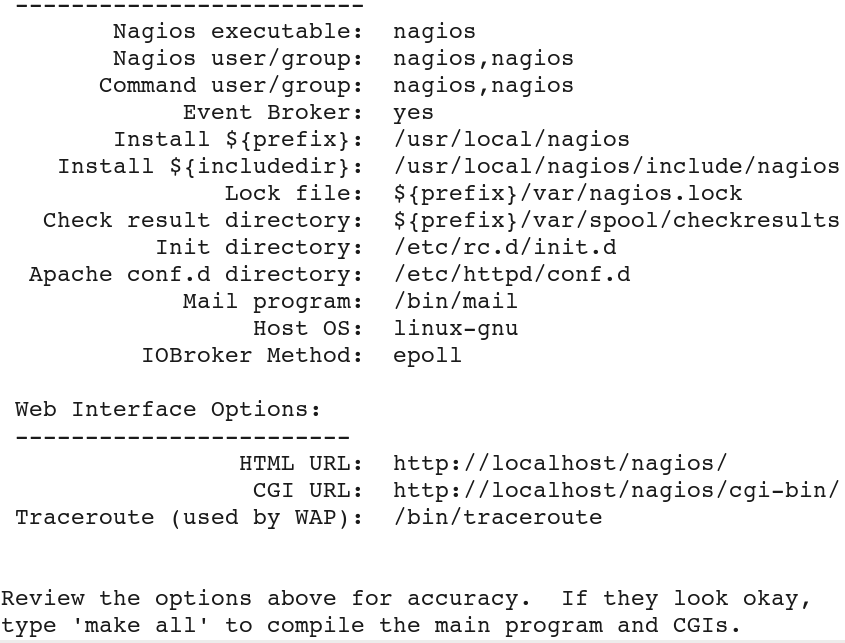 -------------------------
Nagios executable:  nagios
Nagios user/group:  nagios,nagios
Command user/group:  nagios,nagios
Event Broker:  yes
Install ${prefix}:  /usr/local/nagios
Install ${includedir}:  /usr/local/nagios/include/nagios
Lock file:  ${prefix}/var/nagios.lock
Check result directory:  ${prefix}/var/spool/checkresults
Init directory:  /etc/rc.d/init.d
Apache conf.d directory:  /etc/httpd/conf.d
Mail program:  /bin/mail
Host OS:  linux-gnu
IOBroker Method:  epoll
Web Interface Options:
------------------------
HTML URL:  http://localhost/nagios/
CGI URL:  http://localhost/nagios/cgi-bin/
Traceroute (used by WAP):  /bin/traceroute
Review the options above for accuracy.  If they look okay,
type 'make all' to compile the main program and CGIs.